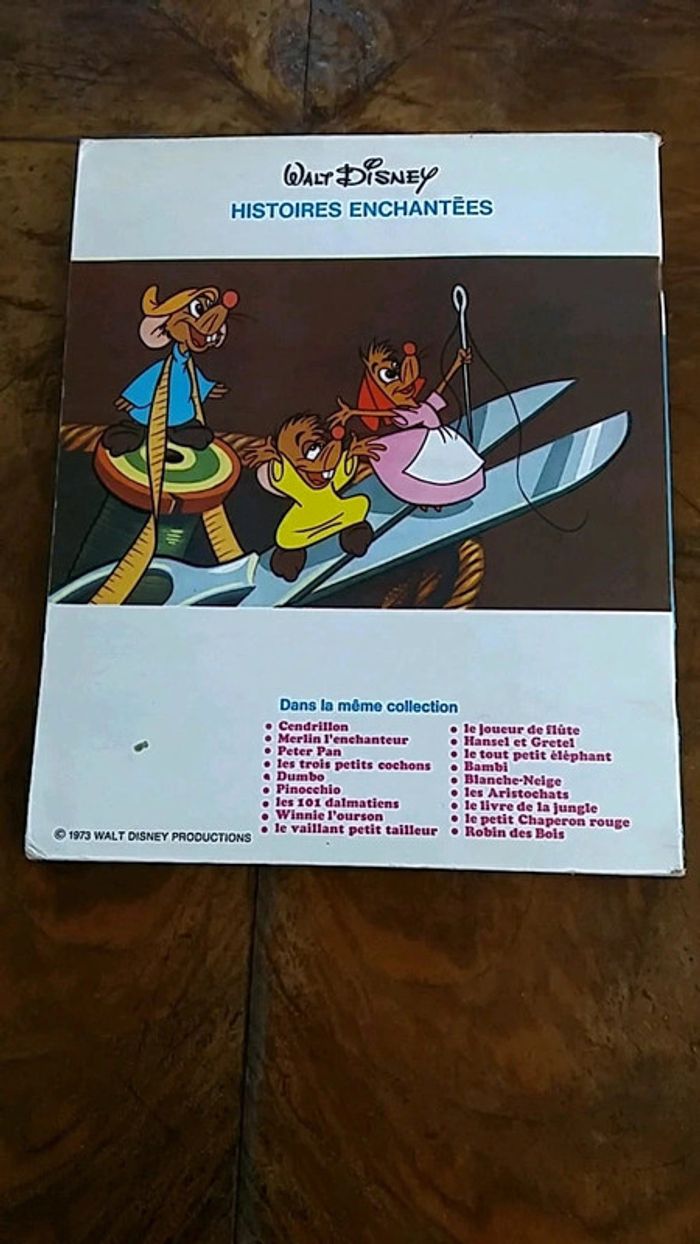 WALT DISNEY
HISTOIRES ENCHANTÉES
Dans la même collection
• Cendrillon
• Merlin l'enchanteur
• Peter Pan
• les trois petits cochons
• Dumbo
• Pinocchio
• les 101 dalmatiens
• Winnie l'ourson
• le vaillant petit tailleur
• le joueur de flûte
• Hansel et Gretel
• le tout petit éléphant
• Bambi
• Blanche-Neige
• les Aristochats
• le livre de la jungle
• le petit Chaperon rouge
• Robin des Bois
© 1973 WALT DISNEY PRODUCTIONS